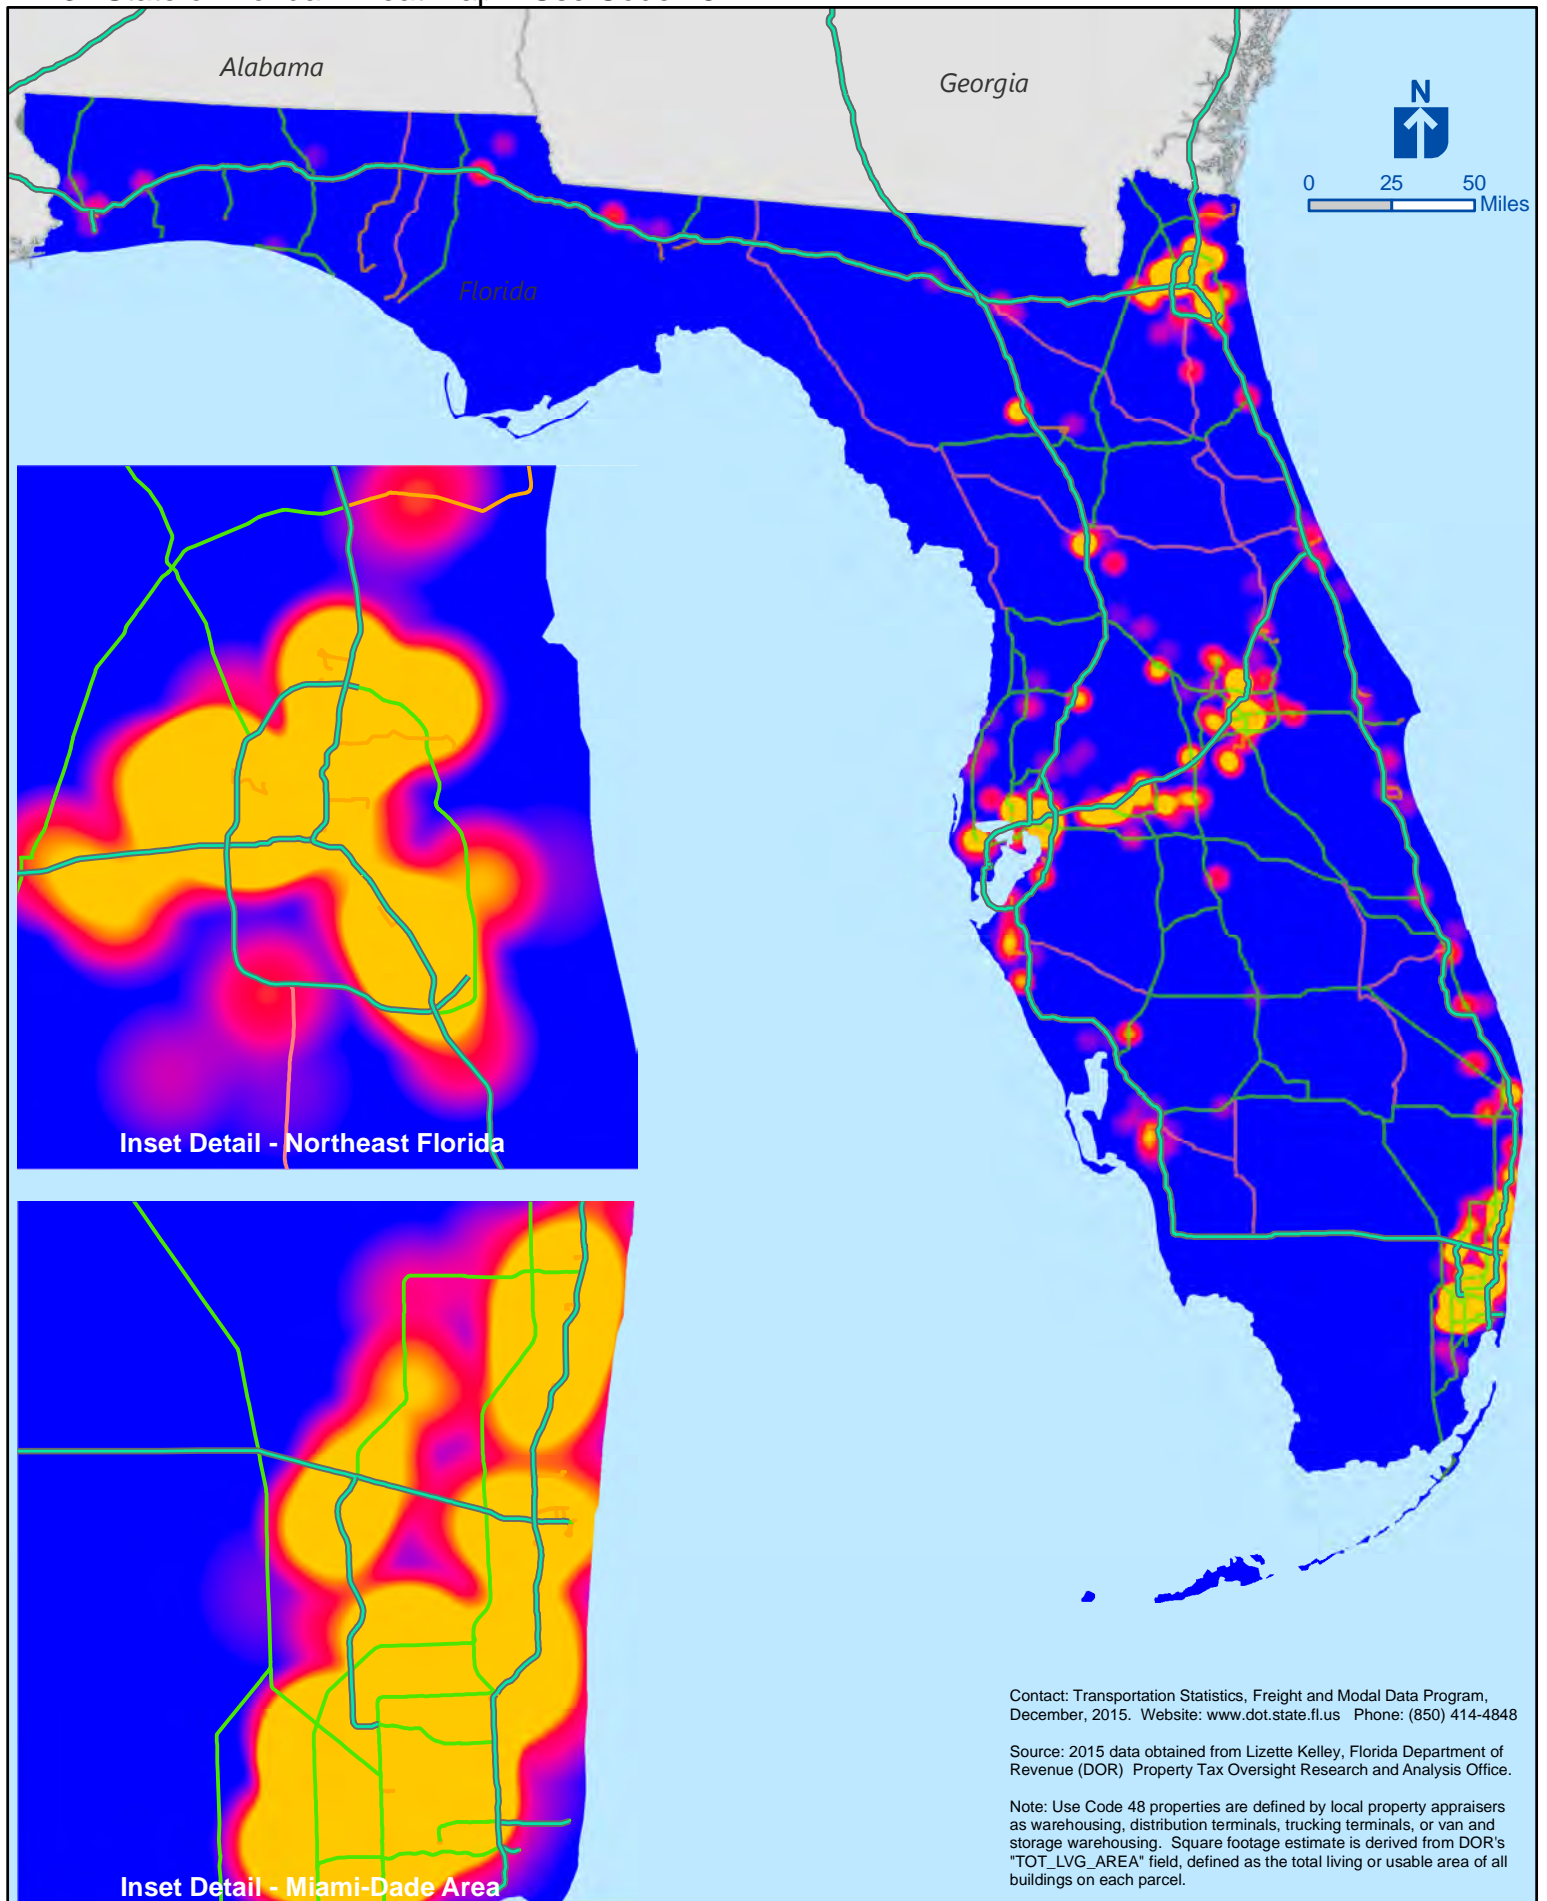 Alabama
Georgia
N
0 25 50
Miles
Florida
Inset Detail - Northeast Florida
Inset Detail - Miami-Dade Area
Contact: Transportation Statistics, Freight and Modal Data Program,
December, 2015. Website: www.dot.state.fl.us Phone: (850) 414-4848
Source: 2015 data obtained from Lizette Kelley, Florida Department of
Revenue (DOR) Property Tax Oversight Research and Analysis Office.
Note: Use Code 48 properties are defined by local property appraisers
as warehousing, distribution terminals, trucking terminals, or van and
storage warehousing. Square footage estimate is derived from DOR's
"TOT_LVG_AREA" field, defined as the total living or usable area of all
buildings on each parcel.